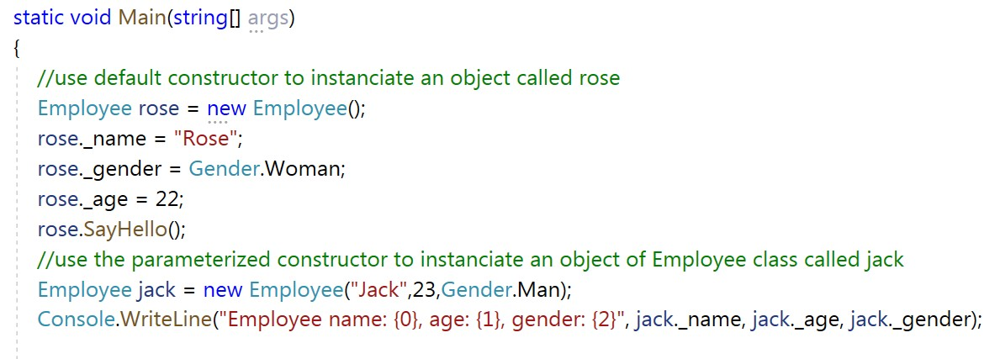 static void Main(string[] args)
{
//use default constructor to instanciate an object called rose
Employee rose = new Employee();
rose._name = "Rose";
rose._gender = Gender.Woman;
rose._age = 22;
rose.SayHello();
//use the parameterized constructor to instanciate an object of Employee class called jack
Employee jack = new Employee("Jack",23,Gender.Man);
Console.WriteLine("Employee name: {0}, age: {1}, gender: {2}", jack._name, jack._age, jack._gender);